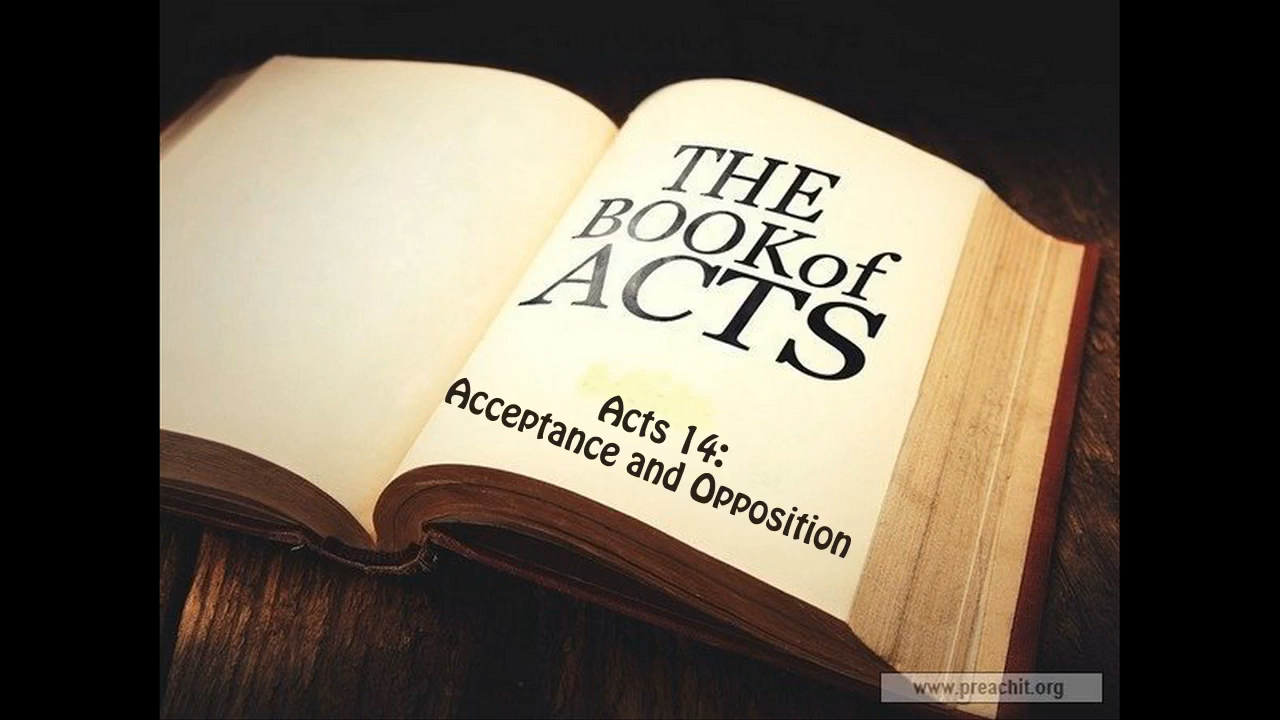 THE
BOOK of
ACTS
Acts 14:
Acceptance and Opposition
www.preachit.org